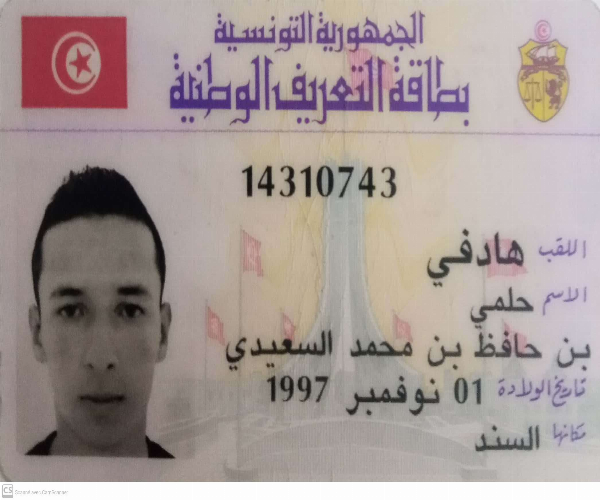 الجمهورية التونسية
بطاقة التعريف الوطنية
14310743
اللقب هادفي
الاسم حلمي
بن حافظ بن محمد السعيدي
تاريخ الولادة 01 نوفمبر 1997
مكانها السند
CS Scanned with CamScanner